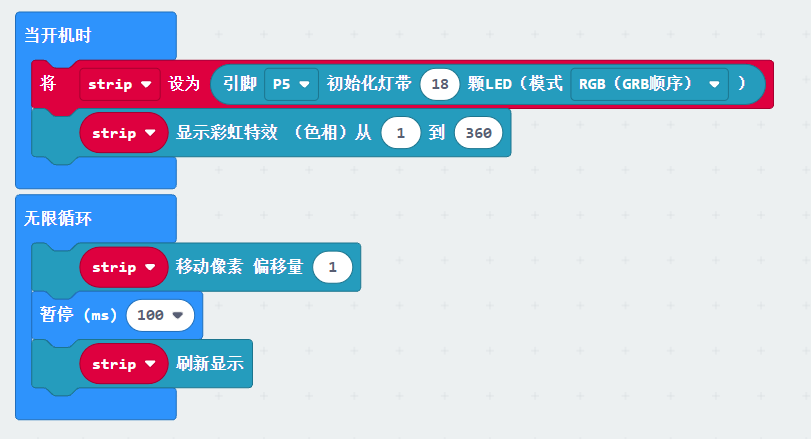 当开机时
将 strip 设为 引脚 P5 初始化灯带 18 颗LED（模式 RGB（GRB顺序） ）
strip 显示彩虹特效 （色相）从 1 到 360
无限循环
strip 移动像素 偏移量 1
暂停 (ms) 100
strip 刷新显示